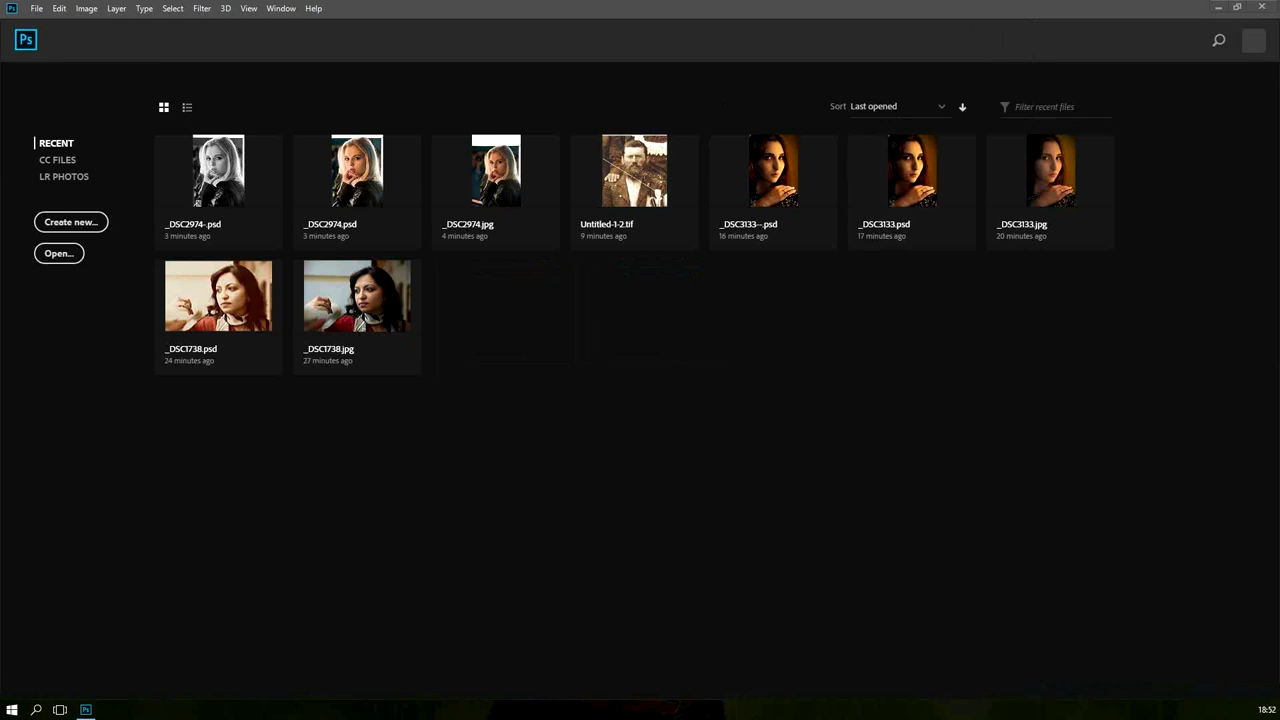 Ps File Edit Image Layer Type Select Filter 3D View Window Help
Ps
Sort Last opened Filter recent files
RECENT
CC FILES
LR PHOTOS
Create new...
Open...
_DSC2974-.psd _DSC2974.psd _DSC2974.jpg Untitled-1-2.tif _DSC3133--.psd _DSC3133.psd _DSC3133.jpg
3 minutes ago 3 minutes ago 4 minutes ago 9 minutes ago 16 minutes ago 17 minutes ago 20 minutes ago
_DSC1738.psd _DSC1738.jpg
24 minutes ago 27 minutes ago
Ps 18:52